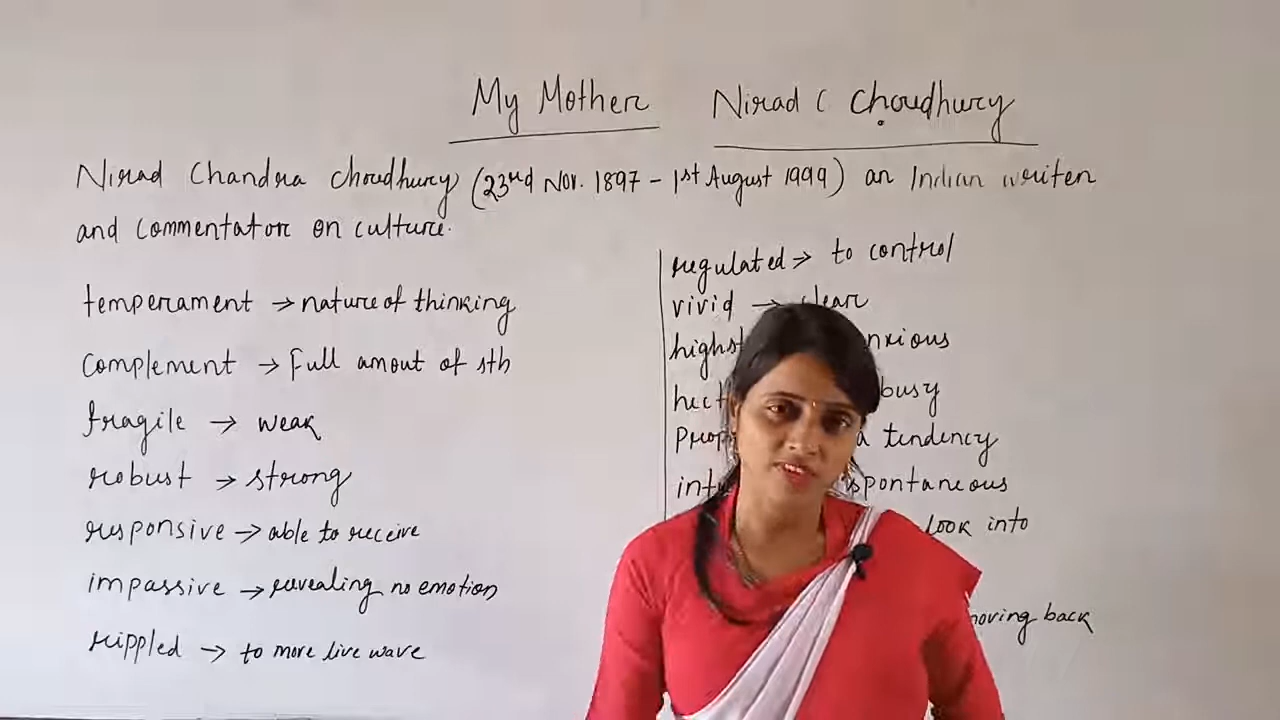 My Mother Nirad C Choudhury
Nirad Chandra Choudhury (23rd Nov. 1897 - 1st August 1999) an Indian writer
and commentator on culture.
temperament → nature of thinking
complement → Full amout of sth
fragile → weak
robust → strong
responsive → able to receive
impassive → revealing no emotion
rippled → to more live wave
regulated → to control
vivid → clear
busy
a tendency
spontaneous
look into
moving back